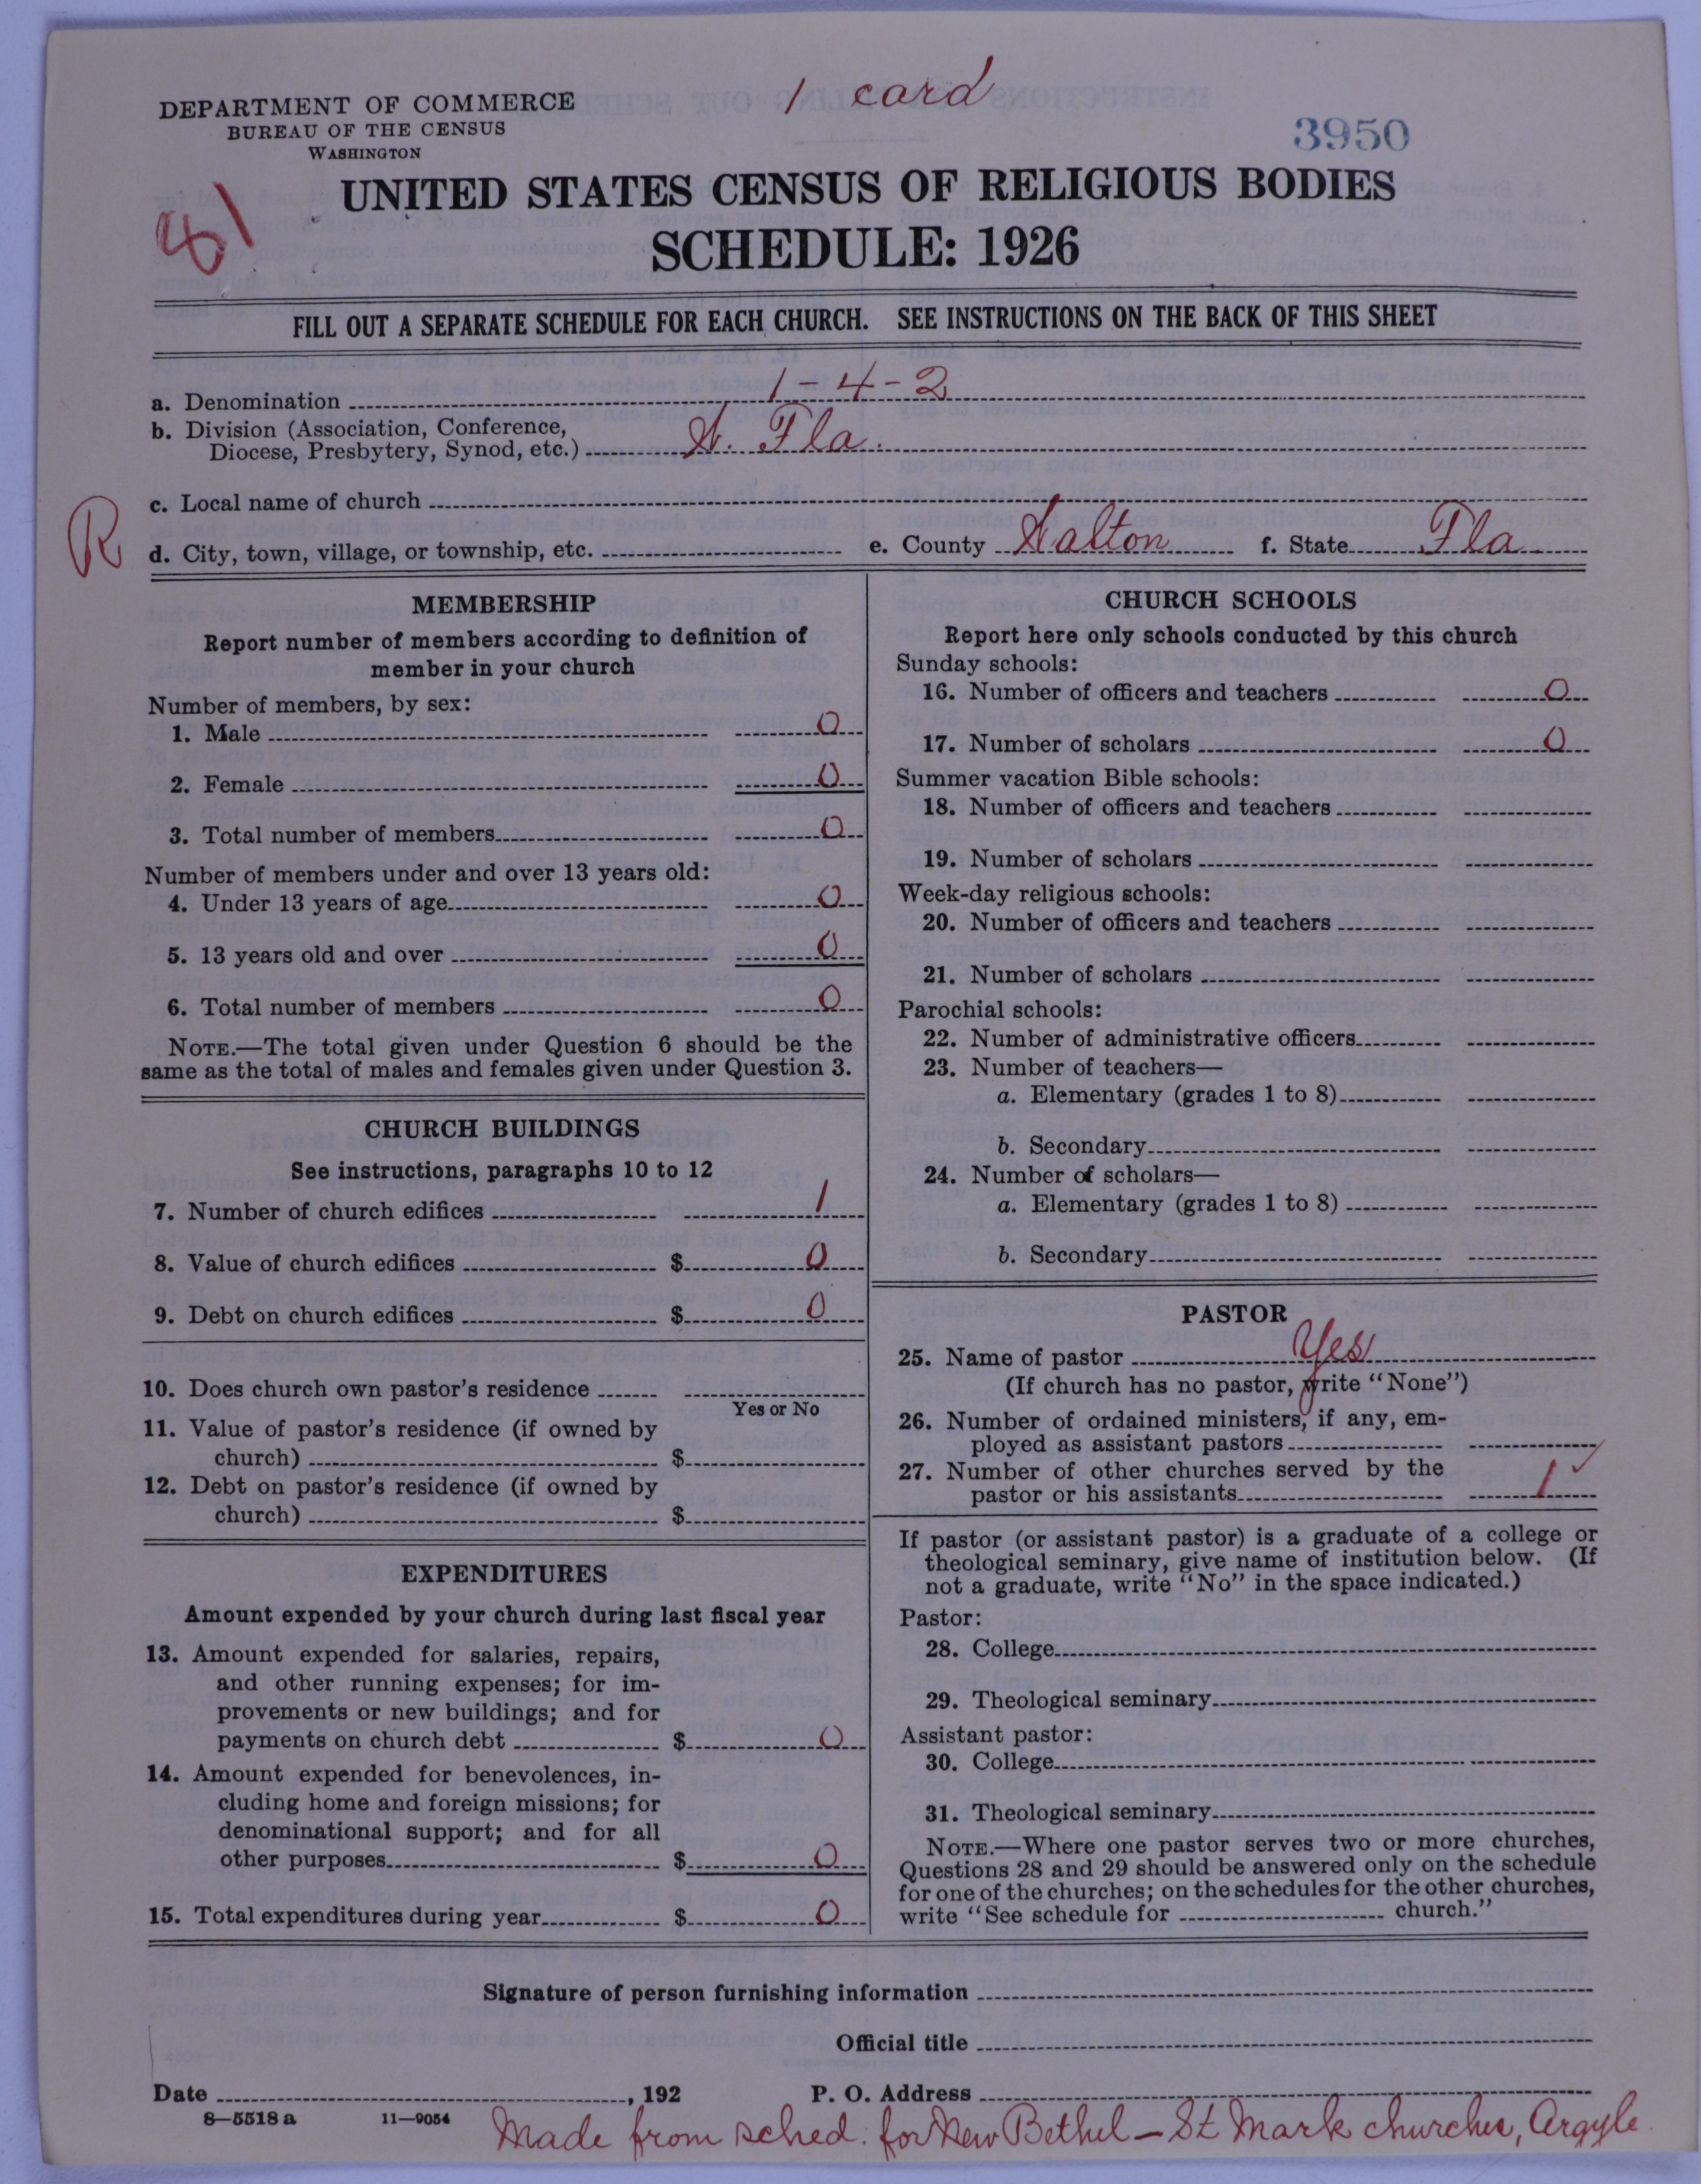 1 card
DEPARTMENT OF COMMERCE
BUREAU OF THE CENSUS
WASHINGTON
3950
81
UNITED STATES CENSUS OF RELIGIOUS BODIES
SCHEDULE: 1926
FILL OUT A SEPARATE SCHEDULE FOR EACH CHURCH. SEE INSTRUCTIONS ON THE BACK OF THIS SHEET
a. Denomination 1-4-2
b. Division (Association, Conference,
Diocese, Presbytery, Synod, etc.) W. Fla.
c. Local name of church
R
d. City, town, village, or township, etc. e. County Walton f. State Fla
MEMBERSHIP
Report number of members according to definition of
member in your church
Number of members, by sex:
1. Male 0
2. Female 0
3. Total number of members 0
Number of members under and over 13 years old:
4. Under 13 years of age 0
5. 13 years old and over 0
6. Total number of members 0
NOTE.—The total given under Question 6 should be the
same as the total of males and females given under Question 3.
CHURCH BUILDINGS
See instructions, paragraphs 10 to 12
7. Number of church edifices 1
8. Value of church edifices $ 0
9. Debt on church edifices $ 0
10. Does church own pastor's residence
Yes or No
11. Value of pastor's residence (if owned by
church) $
12. Debt on pastor's residence (if owned by
church) $
EXPENDITURES
Amount expended by your church during last fiscal year
13. Amount expended for salaries, repairs,
and other running expenses; for im-
provements or new buildings; and for
payments on church debt $ 0
14. Amount expended for benevolences, in-
cluding home and foreign missions; for
denominational support; and for all
other purposes $ 0
15. Total expenditures during year $ 0
CHURCH SCHOOLS
Report here only schools conducted by this church
Sunday schools:
16. Number of officers and teachers 0
17. Number of scholars 0
Summer vacation Bible schools:
18. Number of officers and teachers
19. Number of scholars
Week-day religious schools:
20. Number of officers and teachers
21. Number of scholars
Parochial schools:
22. Number of administrative officers
23. Number of teachers—
a. Elementary (grades 1 to 8)
b. Secondary
24. Number of scholars—
a. Elementary (grades 1 to 8)
b. Secondary
PASTOR
25. Name of pastor Yes
(If church has no pastor, write "None")
26. Number of ordained ministers, if any, em-
ployed as assistant pastors
27. Number of other churches served by the
pastor or his assistants 1 ✓
If pastor (or assistant pastor) is a graduate of a college or
theological seminary, give name of institution below. (If
not a graduate, write "No" in the space indicated.)
Pastor:
28. College
29. Theological seminary
Assistant pastor:
30. College
31. Theological seminary
NOTE.—Where one pastor serves two or more churches,
Questions 28 and 29 should be answered only on the schedule
for one of the churches; on the schedules for the other churches,
write "See schedule for church."
Signature of person furnishing information
Official title
Date , 192 P. O. Address
8—5518 a 11—9054
Made from sched. for New Bethel – St Mark churches, Argyle